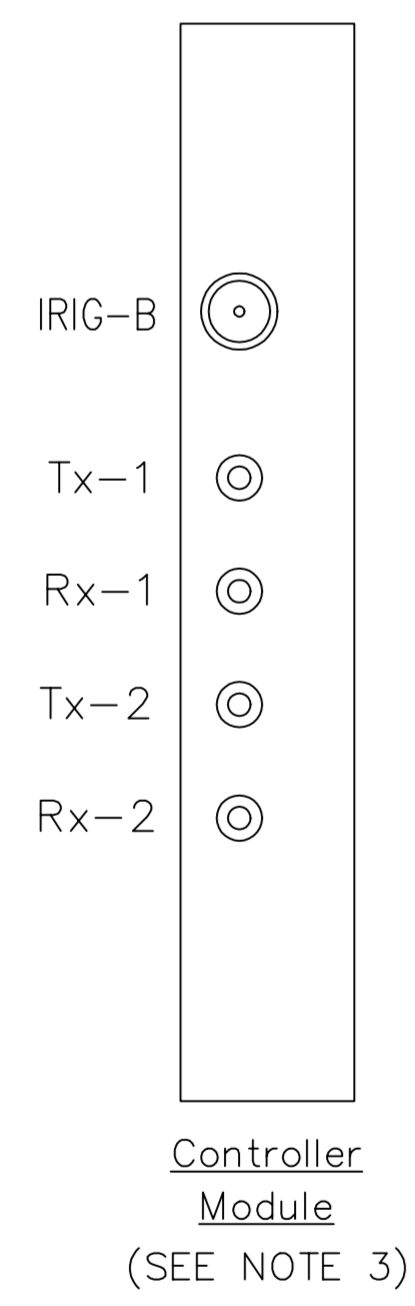 IRIG-B
Tx-1
Rx-1
Tx-2
Rx-2
Controller
Module
(SEE NOTE 3)